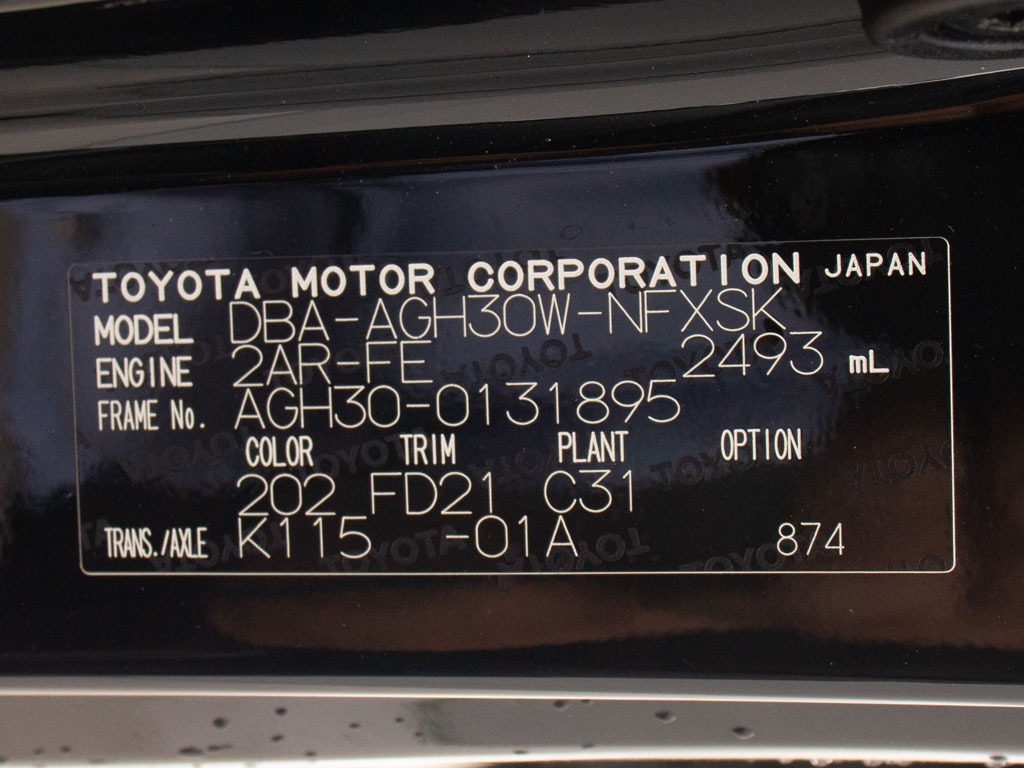 TOYOTA MOTOR CORPORATION JAPAN
MODEL DBA-AGH30W-NFXSK
ENGINE 2AR-FE 2493 mL
FRAME No. AGH30-0131895
COLOR TRIM PLANT OPTION
202 FD21 C31
TRANS./AXLE K115 -01A 874